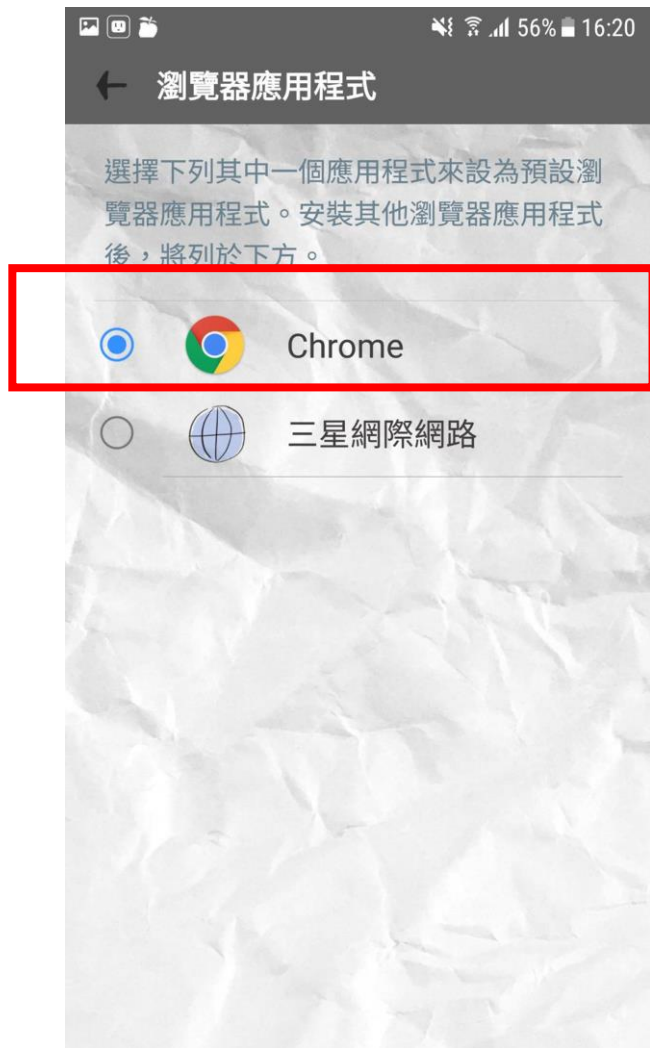 56% 16:20
瀏覽器應用程式
選擇下列其中一個應用程式來設為預設瀏
覽器應用程式。安裝其他瀏覽器應用程式
後，將列於下方。
Chrome
三星網際網路